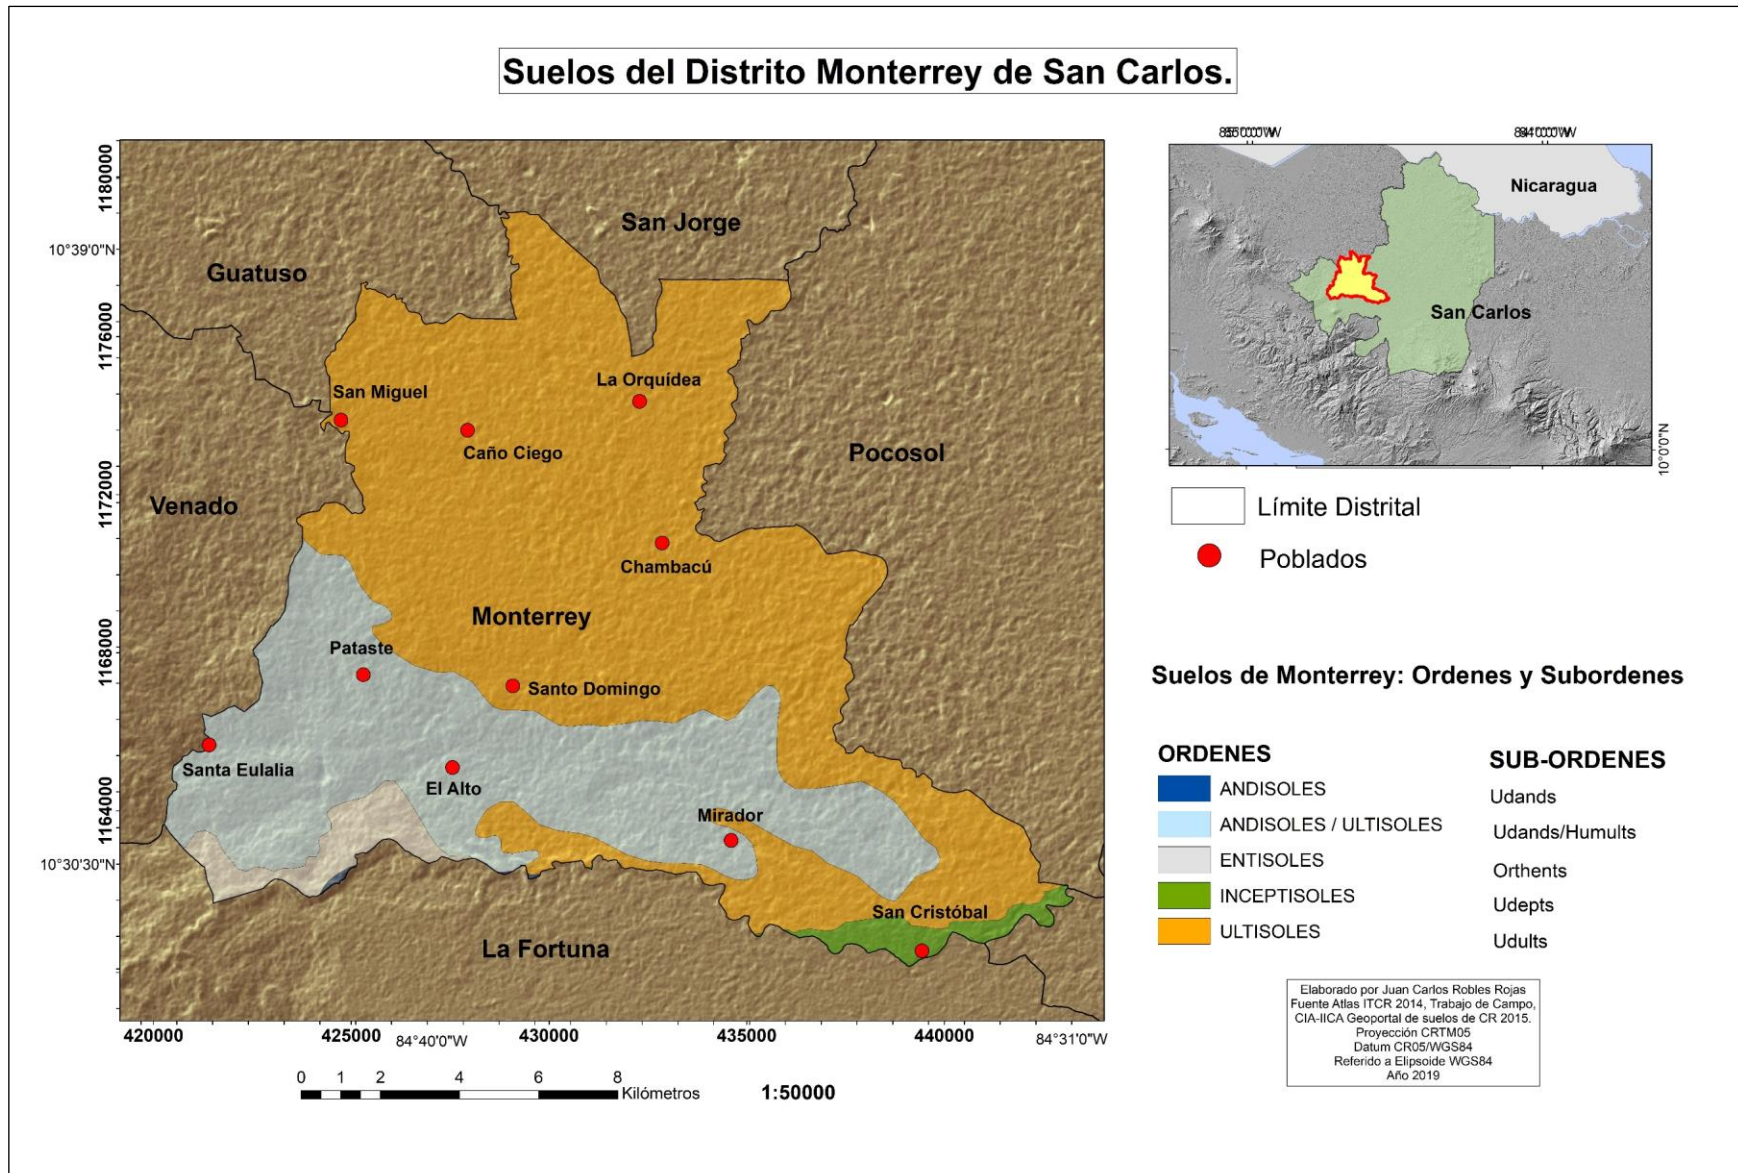 Suelos del Distrito Monterrey de San Carlos.
1180000
10°39'0"N
1176000
1172000
1168000
1164000
10°30'30"N
San Jorge
Guatuso
San Miguel
La Orquídea
Caño Ciego
Pocosol
Venado
Chambacú
Monterrey
Pataste
Santo Domingo
Santa Eulalia
El Alto
Mirador
San Cristóbal
La Fortuna
420000
425000
84°40'0"W
430000
435000
440000
84°31'0"W
0 1 2 4 6 8
Kilómetros
1:50000
Nicaragua
San Carlos
10°0'0"N
Límite Distrital
Poblados
Suelos de Monterrey: Ordenes y Subordenes
ORDENES
SUB-ORDENES
ANDISOLES
Udands
ANDISOLES / ULTISOLES
Udands/Humults
ENTISOLES
Orthents
INCEPTISOLES
Udepts
ULTISOLES
Udults
Elaborado por Juan Carlos Robles Rojas
Fuente Atlas ITCR 2014, Trabajo de Campo,
CIA-IICA Geoportal de suelos de CR 2015.
Proyección CRTM05
Datum CR05/WGS84
Referido a Elipsoide WGS84
Año 2019